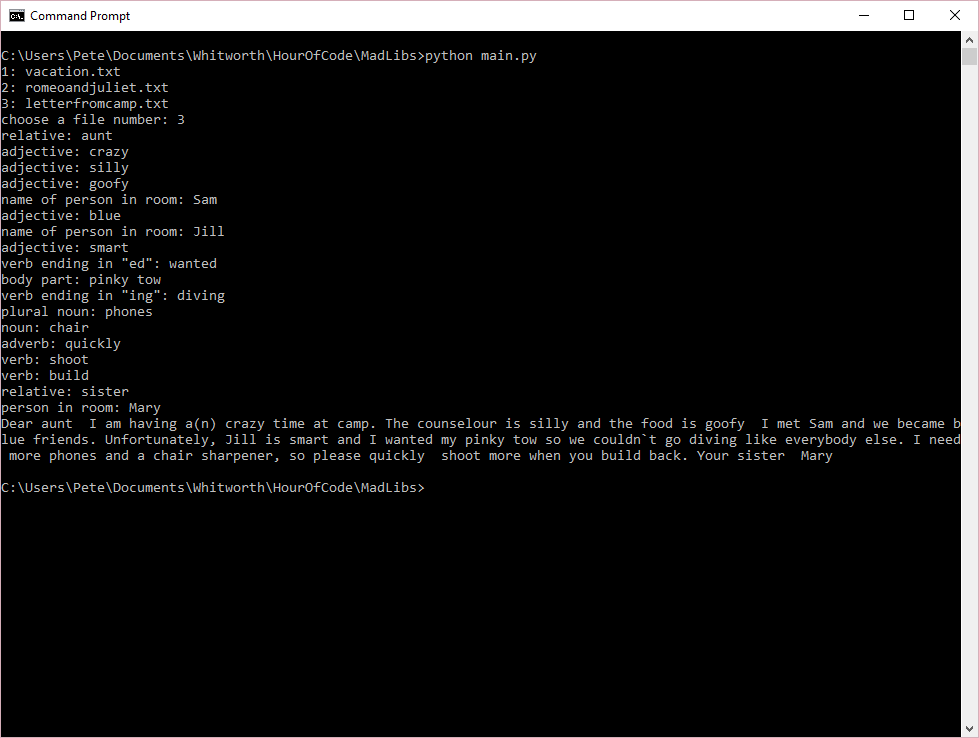 Command Prompt
C:\Users\Pete\Documents\Whitworth\HourOfCode\MadLibs>python main.py
1: vacation.txt
2: romeoandjuliet.txt
3: letterfromcamp.txt
choose a file number: 3
relative: aunt
adjective: crazy
adjective: silly
adjective: goofy
name of person in room: Sam
adjective: blue
name of person in room: Jill
adjective: smart
verb ending in "ed": wanted
body part: pinky tow
verb ending in "ing": diving
plural noun: phones
noun: chair
adverb: quickly
verb: shoot
verb: build
relative: sister
person in room: Mary
Dear aunt  I am having a(n) crazy time at camp. The counselour is silly and the food is goofy  I met Sam and we became b
lue friends. Unfortunately, Jill is smart and I wanted my pinky tow so we couldn`t go diving like everybody else. I need
 more phones and a chair sharpener, so please quickly  shoot more when you build back. Your sister  Mary
C:\Users\Pete\Documents\Whitworth\HourOfCode\MadLibs>